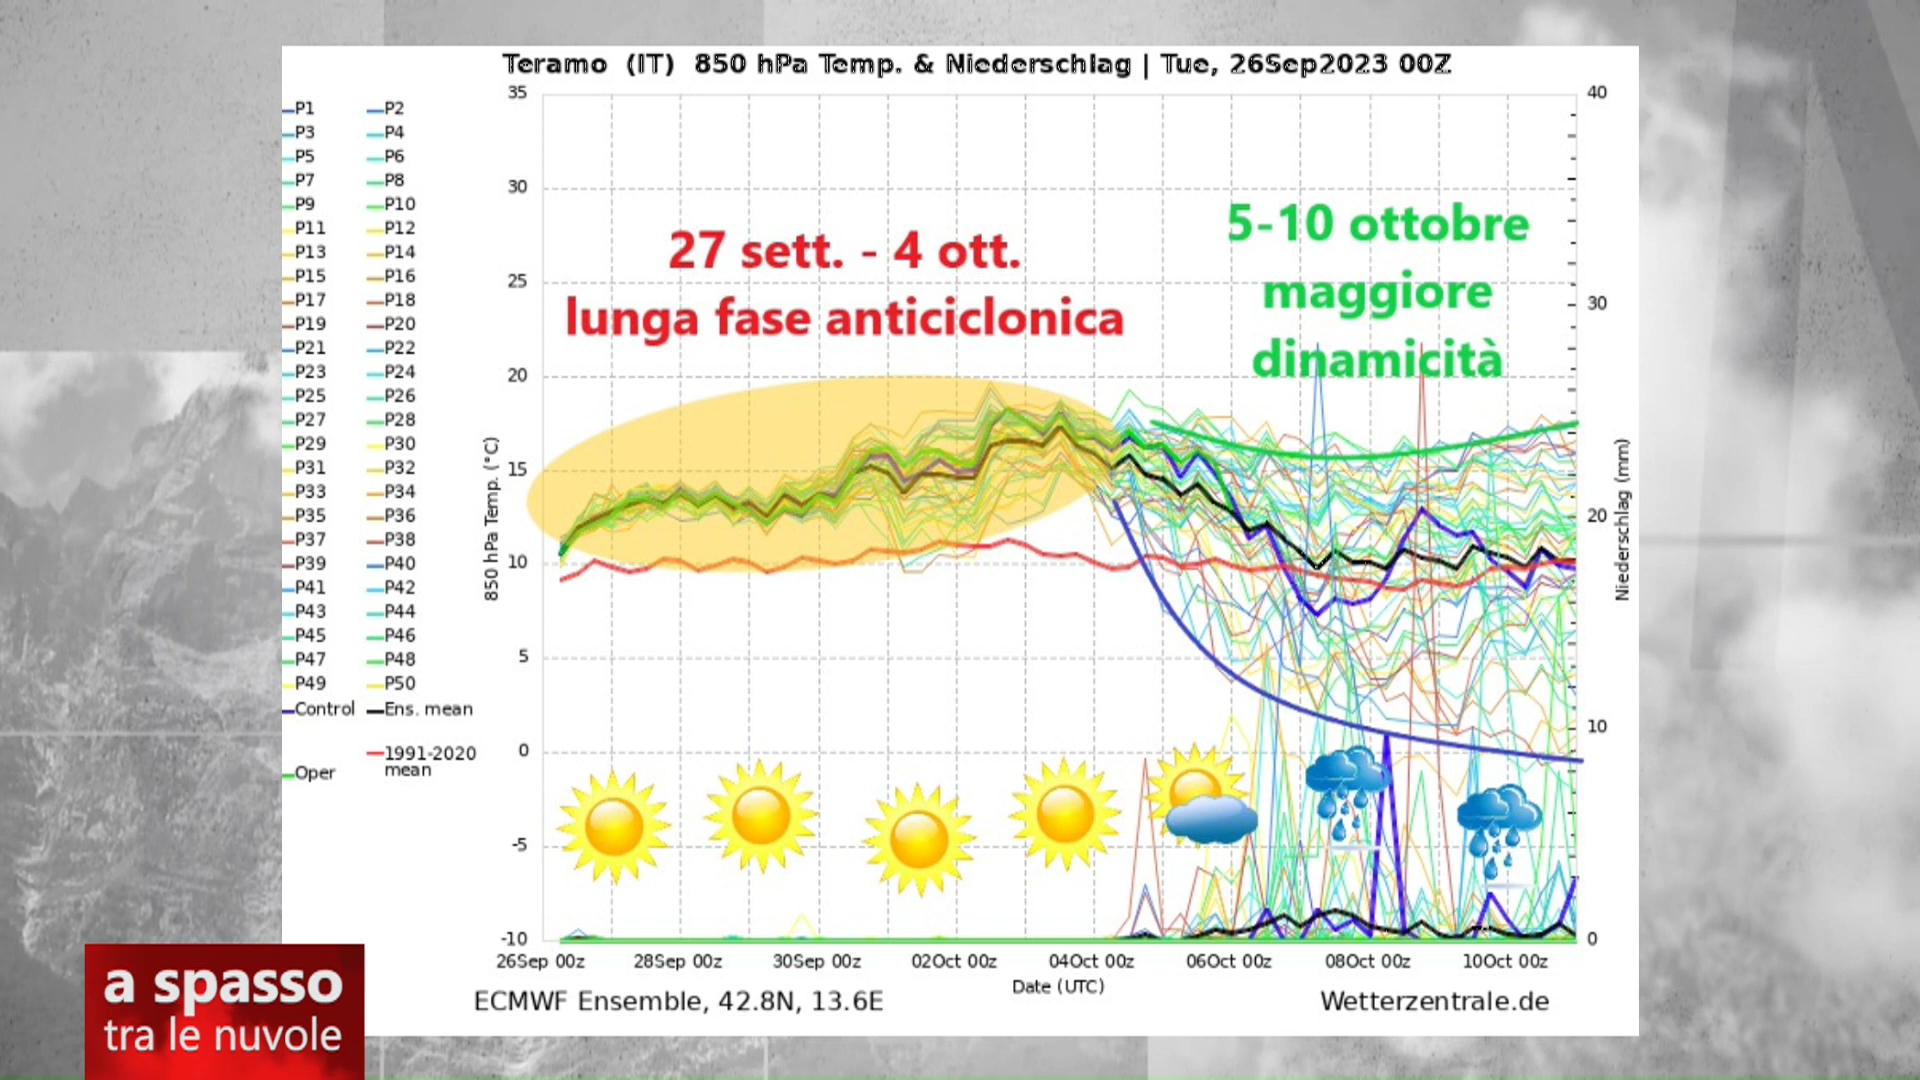 Teramo (IT) 850 hPa Temp. & Niederschlag | Tue, 26Sep2023 00Z
P1 P2
P3 P4
P5 P6
P7 P8
P9 P10
P11 P12
P13 P14
P15 P16
P17 P18
P19 P20
P21 P22
P23 P24
P25 P26
P27 P28
P29 P30
P31 P32
P33 P34
P35 P36
P37 P38
P39 P40
P41 P42
P43 P44
P45 P46
P47 P48
P49 P50
Control Ens. mean
1991-2020
mean
Oper
850 hPa Temp. (°C)
35
30
25
20
15
10
5
0
-5
-10
27 sett. - 4 ott.
lunga fase anticiclonica
5-10 ottobre
maggiore
dinamicità
40
30
20
10
0
Niederschlag (mm)
26Sep 00z 28Sep 00z 30Sep 00z 02Oct 00z 04Oct 00z 06Oct 00z 08Oct 00z 10Oct 00z
Date (UTC)
ECMWF Ensemble, 42.8N, 13.6E
Wetterzentrale.de
a spasso
tra le nuvole